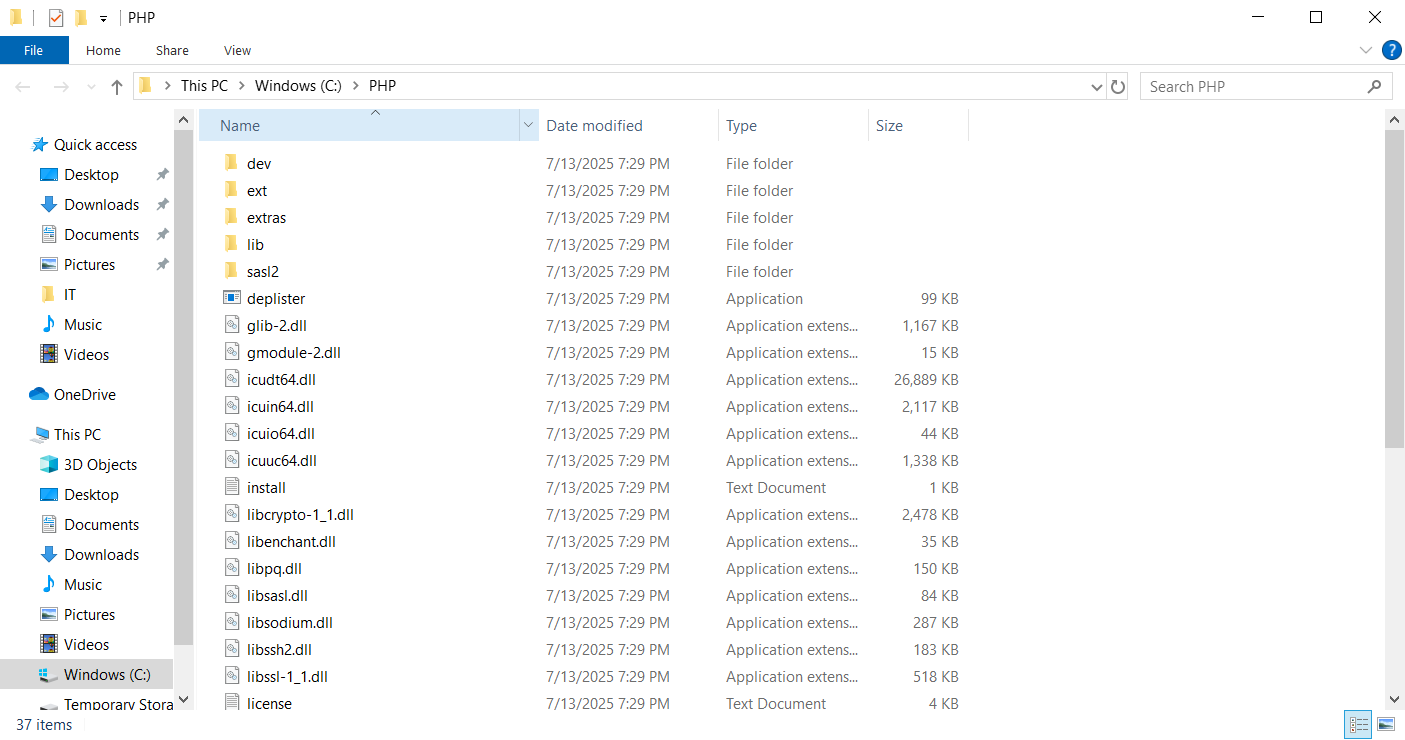 PHP
File Home Share View
This PC Windows (C:) PHP Search PHP
Quick access
Desktop
Downloads
Documents
Pictures
IT
Music
Videos
OneDrive
This PC
3D Objects
Desktop
Documents
Downloads
Music
Pictures
Videos
Windows (C:)
Temporary Stora
Name Date modified Type Size
dev 7/13/2025 7:29 PM File folder
ext 7/13/2025 7:29 PM File folder
extras 7/13/2025 7:29 PM File folder
lib 7/13/2025 7:29 PM File folder
sasl2 7/13/2025 7:29 PM File folder
deplister 7/13/2025 7:29 PM Application 99 KB
glib-2.dll 7/13/2025 7:29 PM Application extens... 1,167 KB
gmodule-2.dll 7/13/2025 7:29 PM Application extens... 15 KB
icudt64.dll 7/13/2025 7:29 PM Application extens... 26,889 KB
icuin64.dll 7/13/2025 7:29 PM Application extens... 2,117 KB
icuio64.dll 7/13/2025 7:29 PM Application extens... 44 KB
icuuc64.dll 7/13/2025 7:29 PM Application extens... 1,338 KB
install 7/13/2025 7:29 PM Text Document 1 KB
libcrypto-1_1.dll 7/13/2025 7:29 PM Application extens... 2,478 KB
libenchant.dll 7/13/2025 7:29 PM Application extens... 35 KB
libpq.dll 7/13/2025 7:29 PM Application extens... 150 KB
libsasl.dll 7/13/2025 7:29 PM Application extens... 84 KB
libsodium.dll 7/13/2025 7:29 PM Application extens... 287 KB
libssh2.dll 7/13/2025 7:29 PM Application extens... 183 KB
libssl-1_1.dll 7/13/2025 7:29 PM Application extens... 518 KB
license 7/13/2025 7:29 PM Text Document 4 KB
37 items